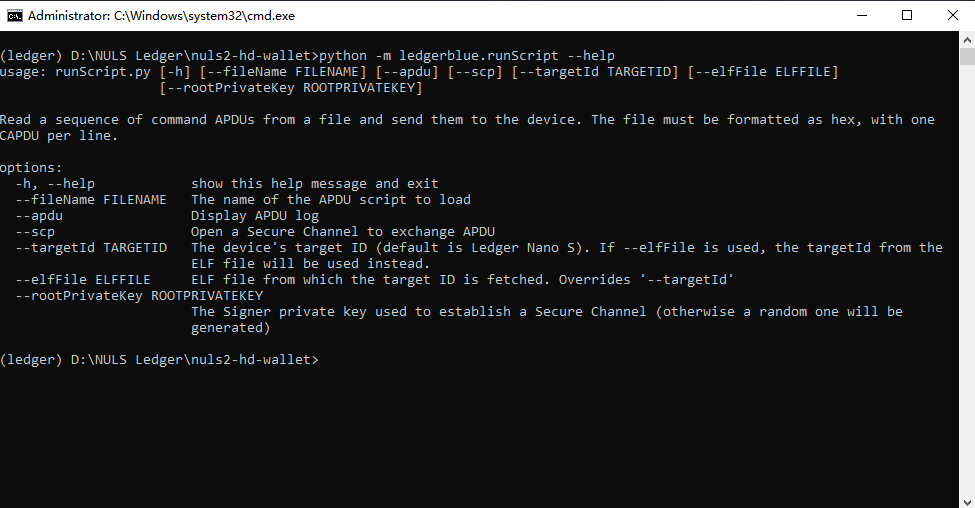 Administrator: C:\Windows\system32\cmd.exe
(ledger) D:\NULS Ledger\nuls2-hd-wallet>python -m ledgerblue.runScript --help
usage: runScript.py [-h] [--fileName FILENAME] [--apdu] [--scp] [--targetId TARGETID] [--elfFile ELFFILE]
[--rootPrivateKey ROOTPRIVATEKEY]
Read a sequence of command APDUs from a file and send them to the device. The file must be formatted as hex, with one
CAPDU per line.
options:
-h, --help show this help message and exit
--fileName FILENAME The name of the APDU script to load
--apdu Display APDU log
--scp Open a Secure Channel to exchange APDU
--targetId TARGETID The device's target ID (default is Ledger Nano S). If --elfFile is used, the targetId from the
ELF file will be used instead.
--elfFile ELFFILE ELF file from which the target ID is fetched. Overrides '--targetId'
--rootPrivateKey ROOTPRIVATEKEY
The Signer private key used to establish a Secure Channel (otherwise a random one will be
generated)
(ledger) D:\NULS Ledger\nuls2-hd-wallet>